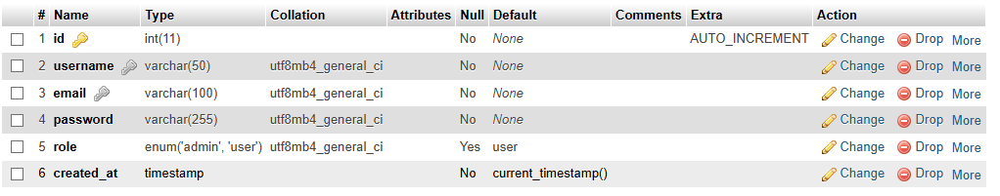 # Name Type Collation Attributes Null Default Comments Extra Action
1 id int(11) No None AUTO_INCREMENT Change Drop More
2 username varchar(50) utf8mb4_general_ci No None Change Drop More
3 email varchar(100) utf8mb4_general_ci No None Change Drop More
4 password varchar(255) utf8mb4_general_ci No None Change Drop More
5 role enum('admin', 'user') utf8mb4_general_ci Yes user Change Drop More
6 created_at timestamp No current_timestamp() Change Drop More